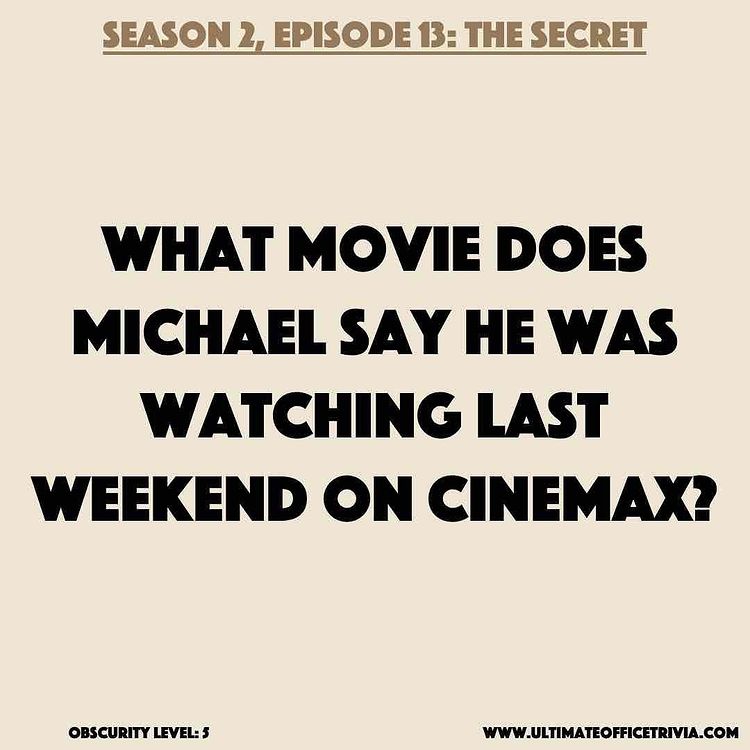 SEASON 2, EPISODE 13: THE SECRET
WHAT MOVIE DOES
MICHAEL SAY HE WAS
WATCHING LAST
WEEKEND ON CINEMAX?
OBSCURITY LEVEL: 5
WWW.ULTIMATEOFFICETRIVIA.COM